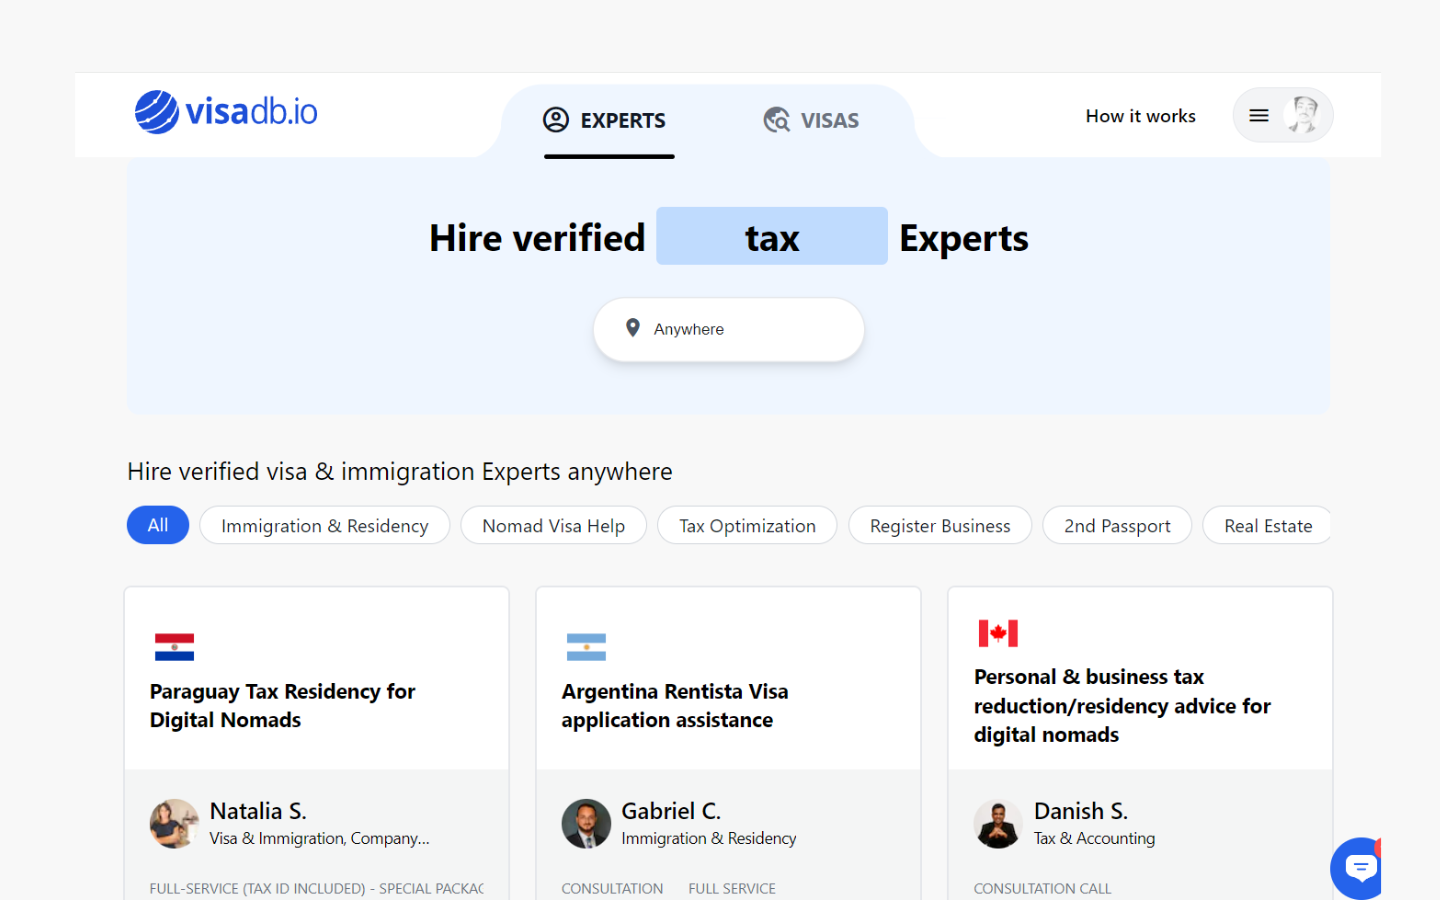 visadb.io
EXPERTS
VISAS
How it works
Hire verified tax Experts
Anywhere
Hire verified visa & immigration Experts anywhere
All
Immigration & Residency
Nomad Visa Help
Tax Optimization
Register Business
2nd Passport
Real Estate
Paraguay Tax Residency for
Digital Nomads
Natalia S.
Visa & Immigration, Company...
FULL-SERVICE (TAX ID INCLUDED) - SPECIAL PACKAG
Argentina Rentista Visa
application assistance
Gabriel C.
Immigration & Residency
CONSULTATION FULL SERVICE
Personal & business tax
reduction/residency advice for
digital nomads
Danish S.
Tax & Accounting
CONSULTATION CALL